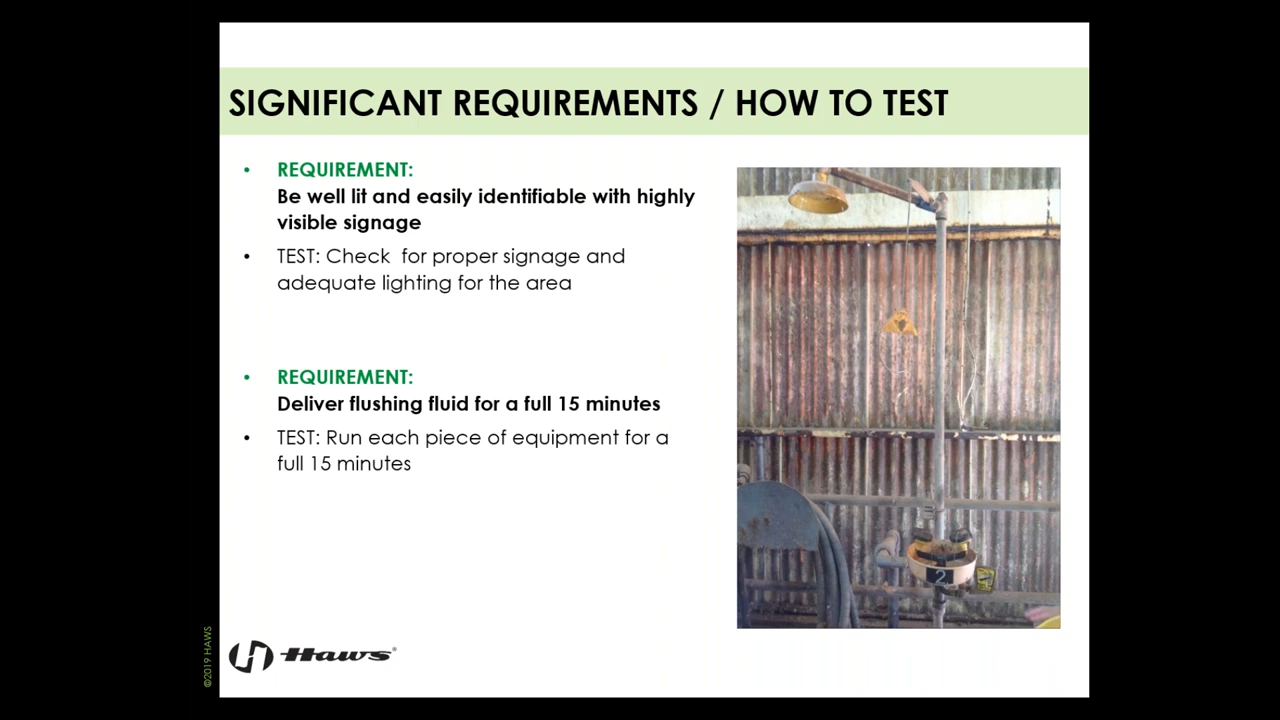 SIGNIFICANT REQUIREMENTS / HOW TO TEST
• REQUIREMENT:
Be well lit and easily identifiable with highly
visible signage
• TEST: Check  for proper signage and
adequate lighting for the area
• REQUIREMENT:
Deliver flushing fluid for a full 15 minutes
• TEST: Run each piece of equipment for a
full 15 minutes
2
©2019 HAWS
Haws®